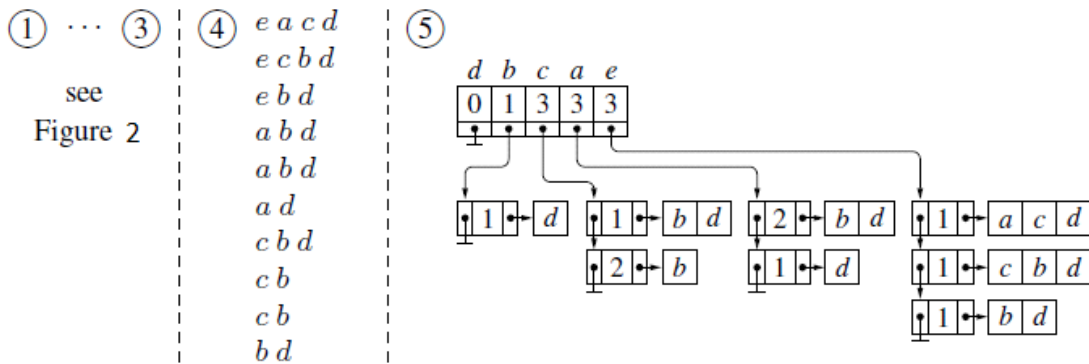 ① ··· ③
see
Figure 2
④
e a c d
e c b d
e b d
a b d
a b d
a d
c b d
c b
c b
b d
⑤
d b c a e
0 1 3 3 3
1 d
1 b d
2 b d
1 a c d
2 b
1 d
1 c b d
1 b d